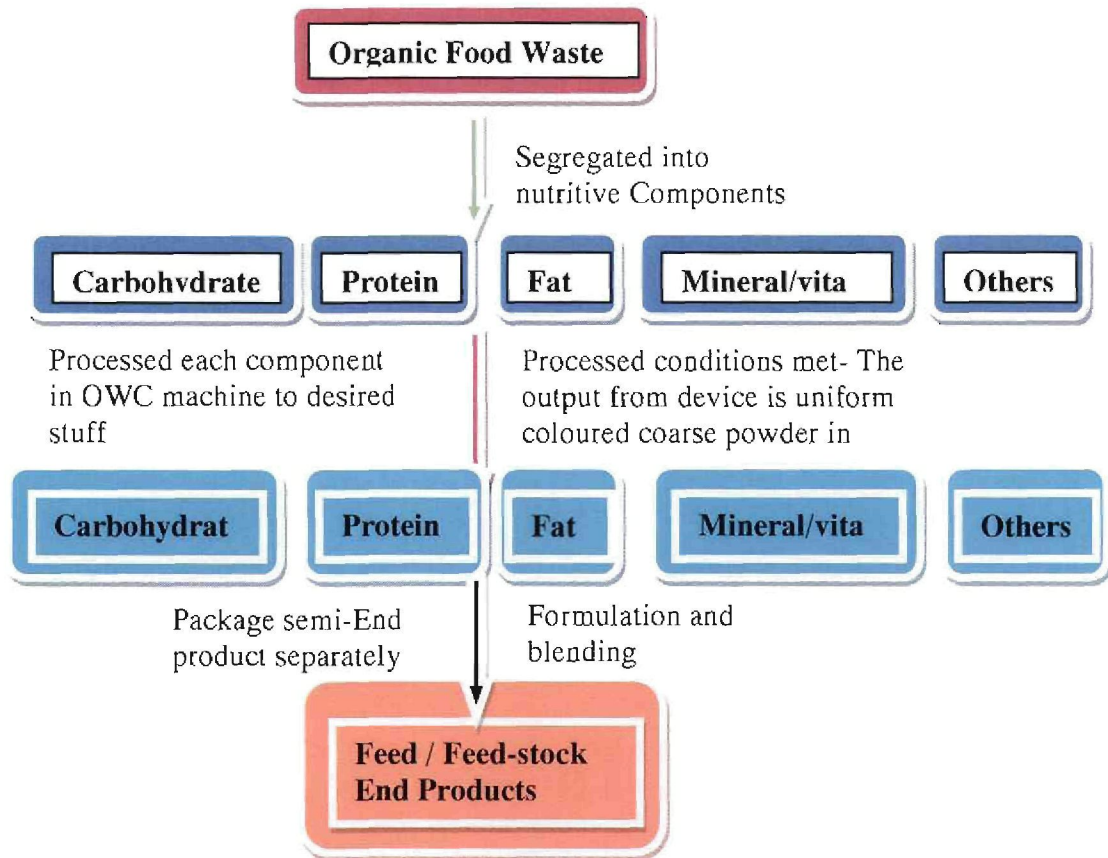 Organic Food Waste
Segregated into
nutritive Components
Carbohydrate
Protein
Fat
Mineral/vita
Others
Processed each component
in OWC machine to desired
stuff
Processed conditions met- The
output from device is uniform
coloured coarse powder in
Carbohydrat
Protein
Fat
Mineral/vita
Others
Package semi-End
product separately
Formulation and
blending
Feed / Feed-stock
End Products